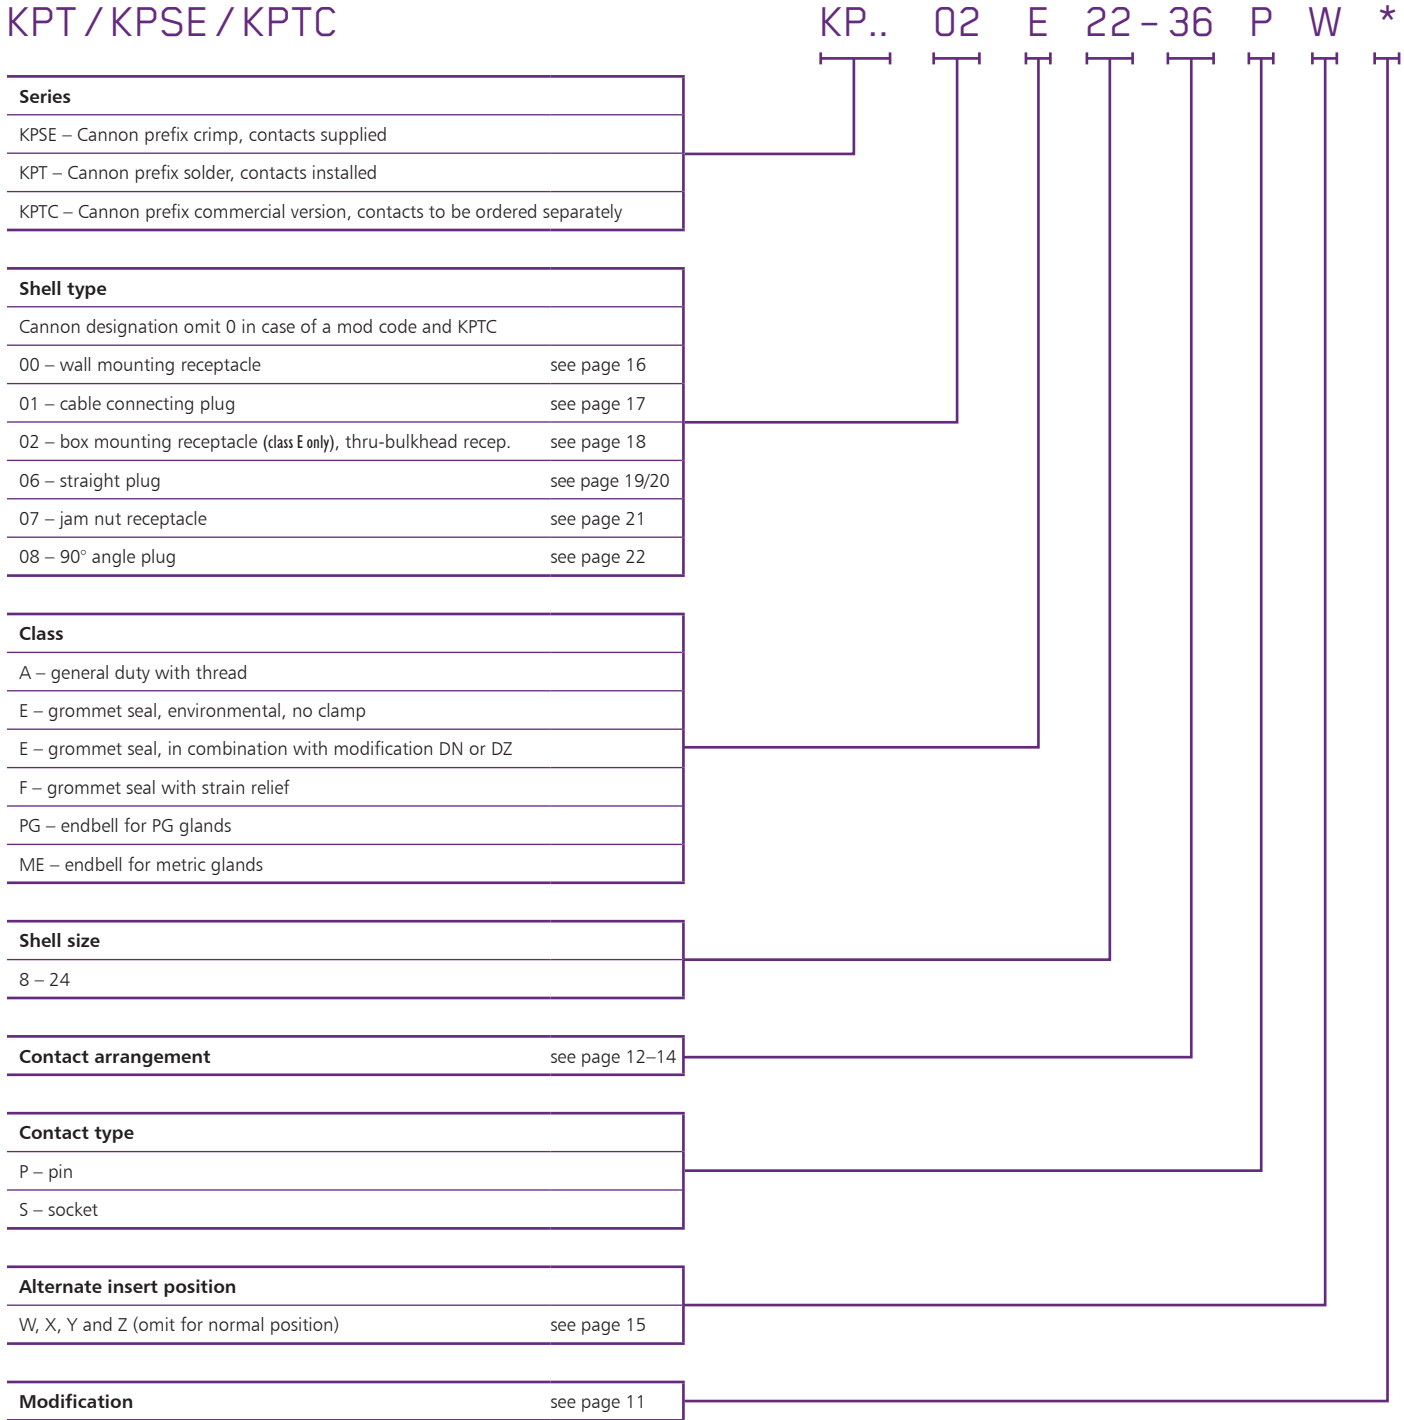 KPT / KPSE / KPTC KP.. 02 E 22 – 36 P W *
Series
KPSE – Cannon prefix crimp, contacts supplied
KPT – Cannon prefix solder, contacts installed
KPTC – Cannon prefix commercial version, contacts to be ordered separately
Shell type
Cannon designation omit 0 in case of a mod code and KPTC
00 – wall mounting receptacle see page 16
01 – cable connecting plug see page 17
02 – box mounting receptacle (class E only), thru-bulkhead recep. see page 18
06 – straight plug see page 19/20
07 – jam nut receptacle see page 21
08 – 90° angle plug see page 22
Class
A – general duty with thread
E – grommet seal, environmental, no clamp
E – grommet seal, in combination with modification DN or DZ
F – grommet seal with strain relief
PG – endbell for PG glands
ME – endbell for metric glands
Shell size
8 – 24
Contact arrangement see page 12–14
Contact type
P – pin
S – socket
Alternate insert position
W, X, Y and Z (omit for normal position) see page 15
Modification see page 11